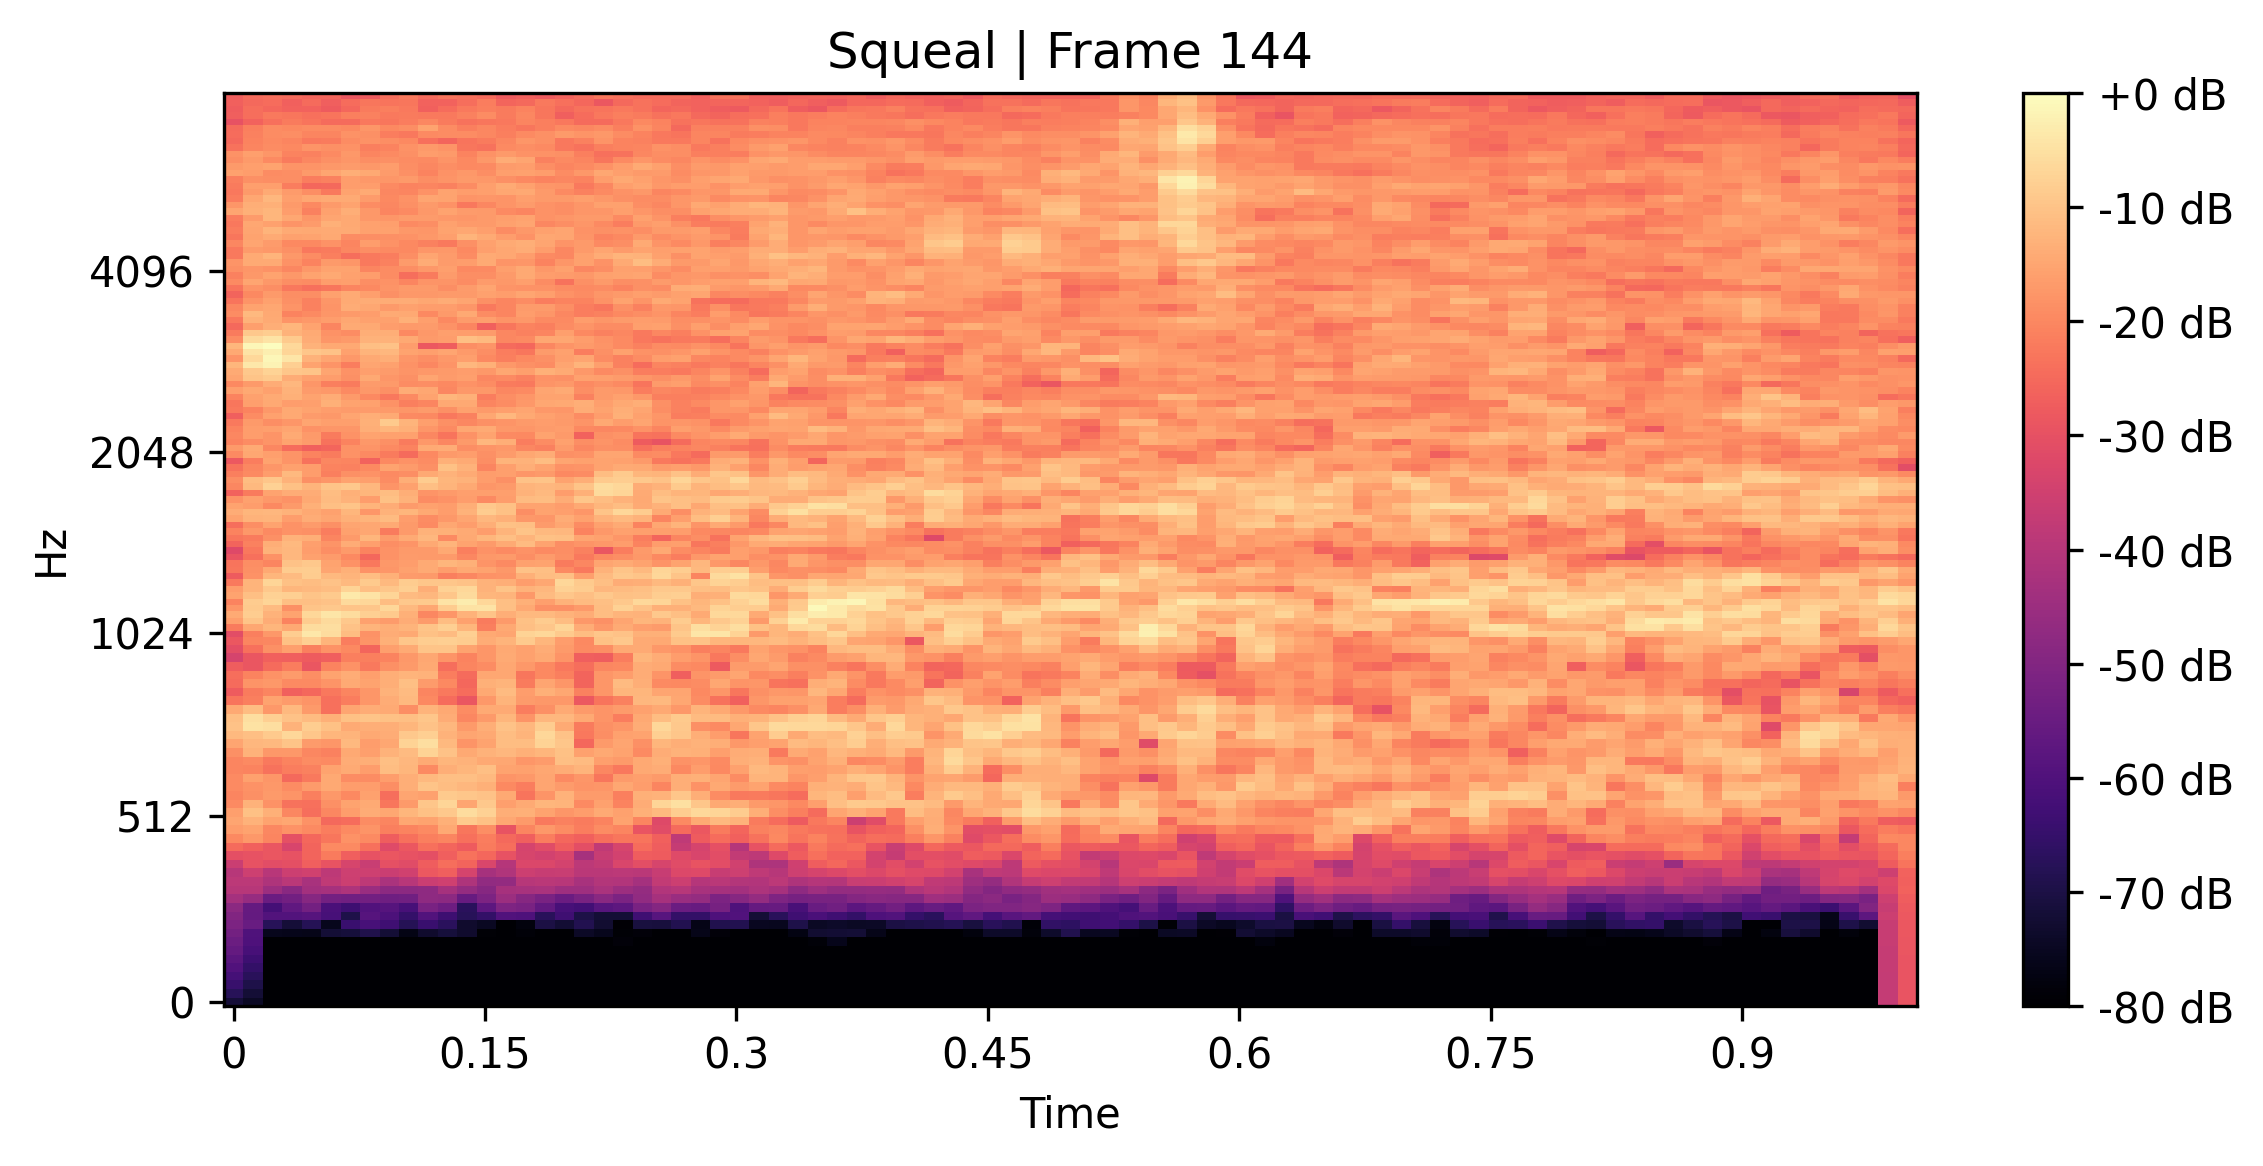 Squeal | Frame 144
+0 dB
-10 dB
-20 dB
-30 dB
-40 dB
-50 dB
-60 dB
-70 dB
-80 dB
4096
2048
1024
512
0
Hz
0 0.15 0.3 0.45 0.6 0.75 0.9
Time